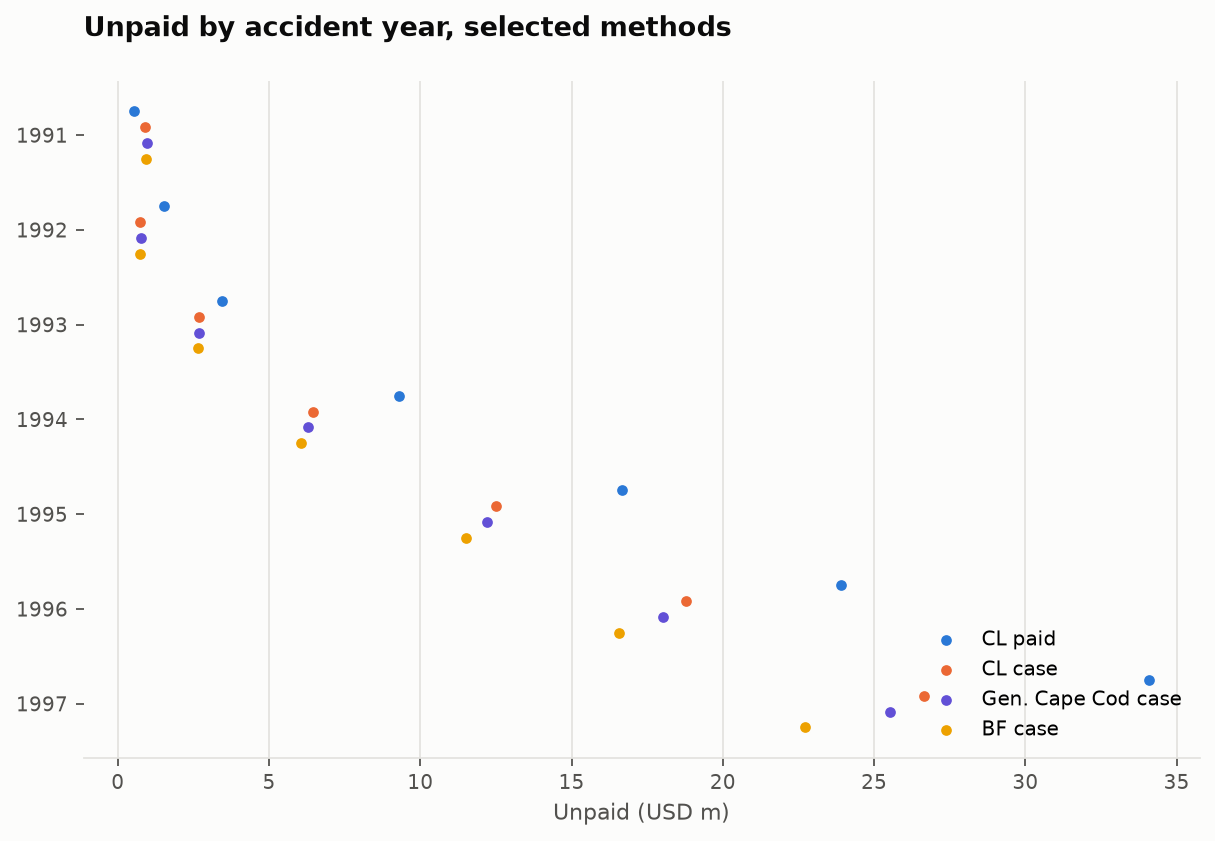 Unpaid by accident year, selected methods
1991
1992
1993
1994
1995
1996
1997
CL paid
CL case
Gen. Cape Cod case
BF case
0 5 10 15 20 25 30 35
Unpaid (USD m)